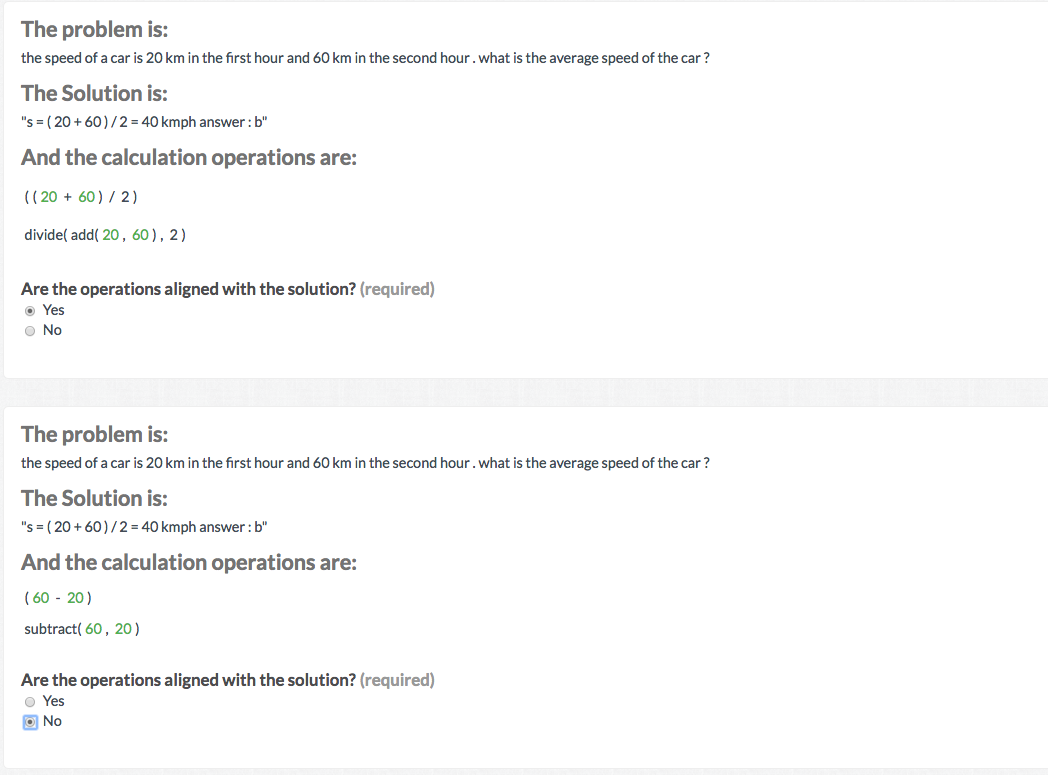 The problem is:
the speed of a car is 20 km in the first hour and 60 km in the second hour . what is the average speed of the car ?
The Solution is:
"s = ( 20 + 60 ) / 2 = 40 kmph answer : b"
And the calculation operations are:
( ( 20 + 60 ) / 2 )
divide( add( 20 , 60 ) , 2 )
Are the operations aligned with the solution? (required)
Yes
No
The problem is:
the speed of a car is 20 km in the first hour and 60 km in the second hour . what is the average speed of the car ?
The Solution is:
"s = ( 20 + 60 ) / 2 = 40 kmph answer : b"
And the calculation operations are:
( 60 - 20 )
subtract( 60 , 20 )
Are the operations aligned with the solution? (required)
Yes
No